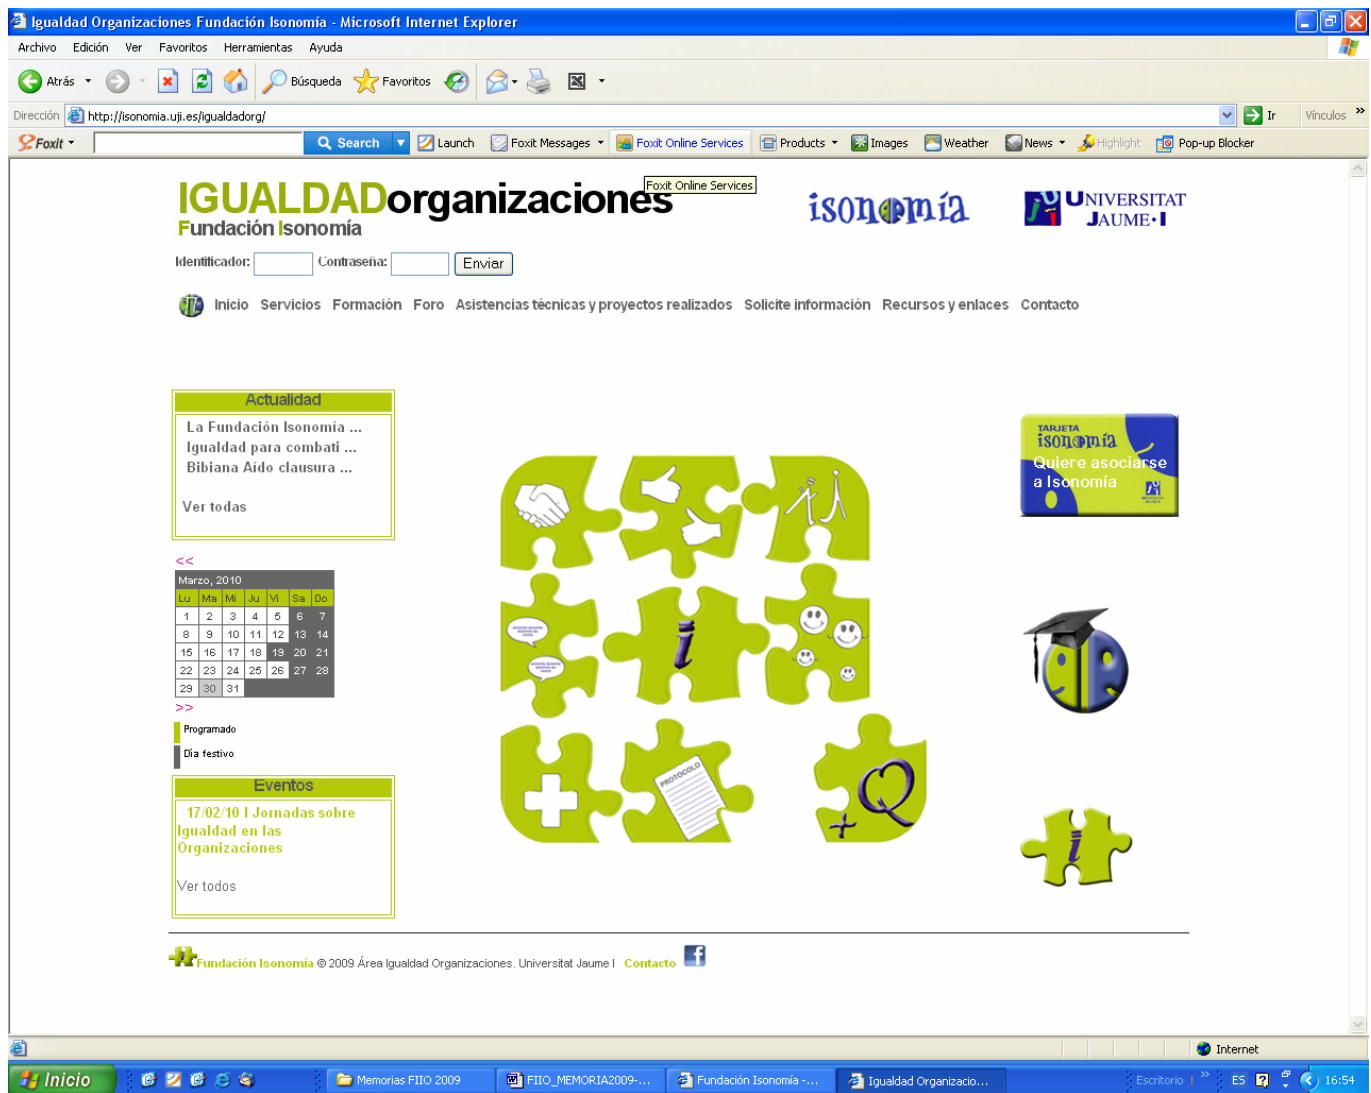 Igualdad Organizaciones Fundación Isonomía - Microsoft Internet Explorer
Archivo Edición Ver Favoritos Herramientas Ayuda
Atrás Búsqueda Favoritos
Dirección http://isonomia.uji.es/igualdadorg/ Ir Vínculos »
Foxit Search Launch Foxit Messages Foxit Online Services Products Images Weather News Highlight Pop-up Blocker
Foxit Online Services
IGUALDADorganizaciones
Fundación Isonomía
isonomía
UNIVERSITAT
JAUME·I
Identificador: Contraseña: Enviar
Inicio Servicios Formación Foro Asistencias técnicas y proyectos realizados Solicite información Recursos y enlaces Contacto
Actualidad
La Fundación Isonomía ...
Igualdad para combati ...
Bibiana Aído clausura ...
Ver todas
TARJETA
isonomía
Quiere asociarse
a Isonomía
<<
Marzo, 2010
Lu Ma Mi Ju Vi Sa Do
1 2 3 4 5 6 7
8 9 10 11 12 13 14
15 16 17 18 19 20 21
22 23 24 25 26 27 28
29 30 31
>>
Programado
Día festivo
i
PROTOCOLO
+Q
i
Eventos
17/02/10 I Jornadas sobre
Igualdad en las
Organizaciones
Ver todos
Fundación Isonomía © 2009 Área Igualdad Organizaciones. Universitat Jaume I Contacto f
Internet
Inicio Memorias FIIO 2009 FIIO_MEMORIA2009-... Fundación Isonomía -... Igualdad Organizacio... Escritorio » ES 16:54